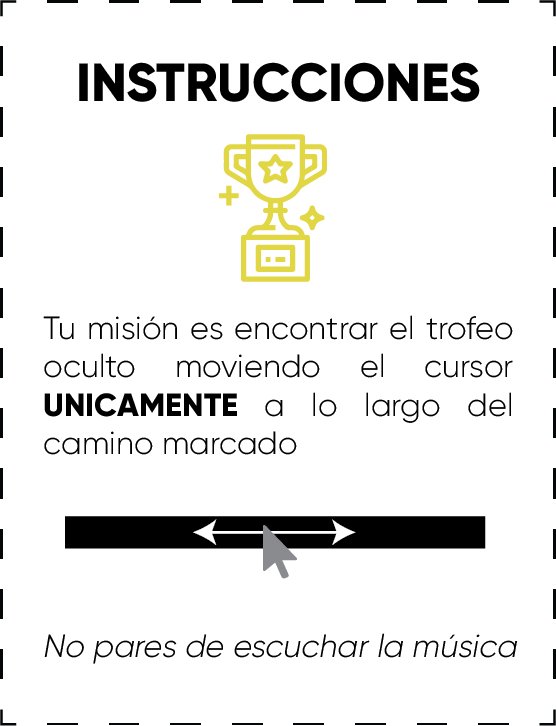 INSTRUCCIONES
Tu misión es encontrar el trofeo
oculto moviendo el cursor
UNICAMENTE a lo largo del
camino marcado
No pares de escuchar la música